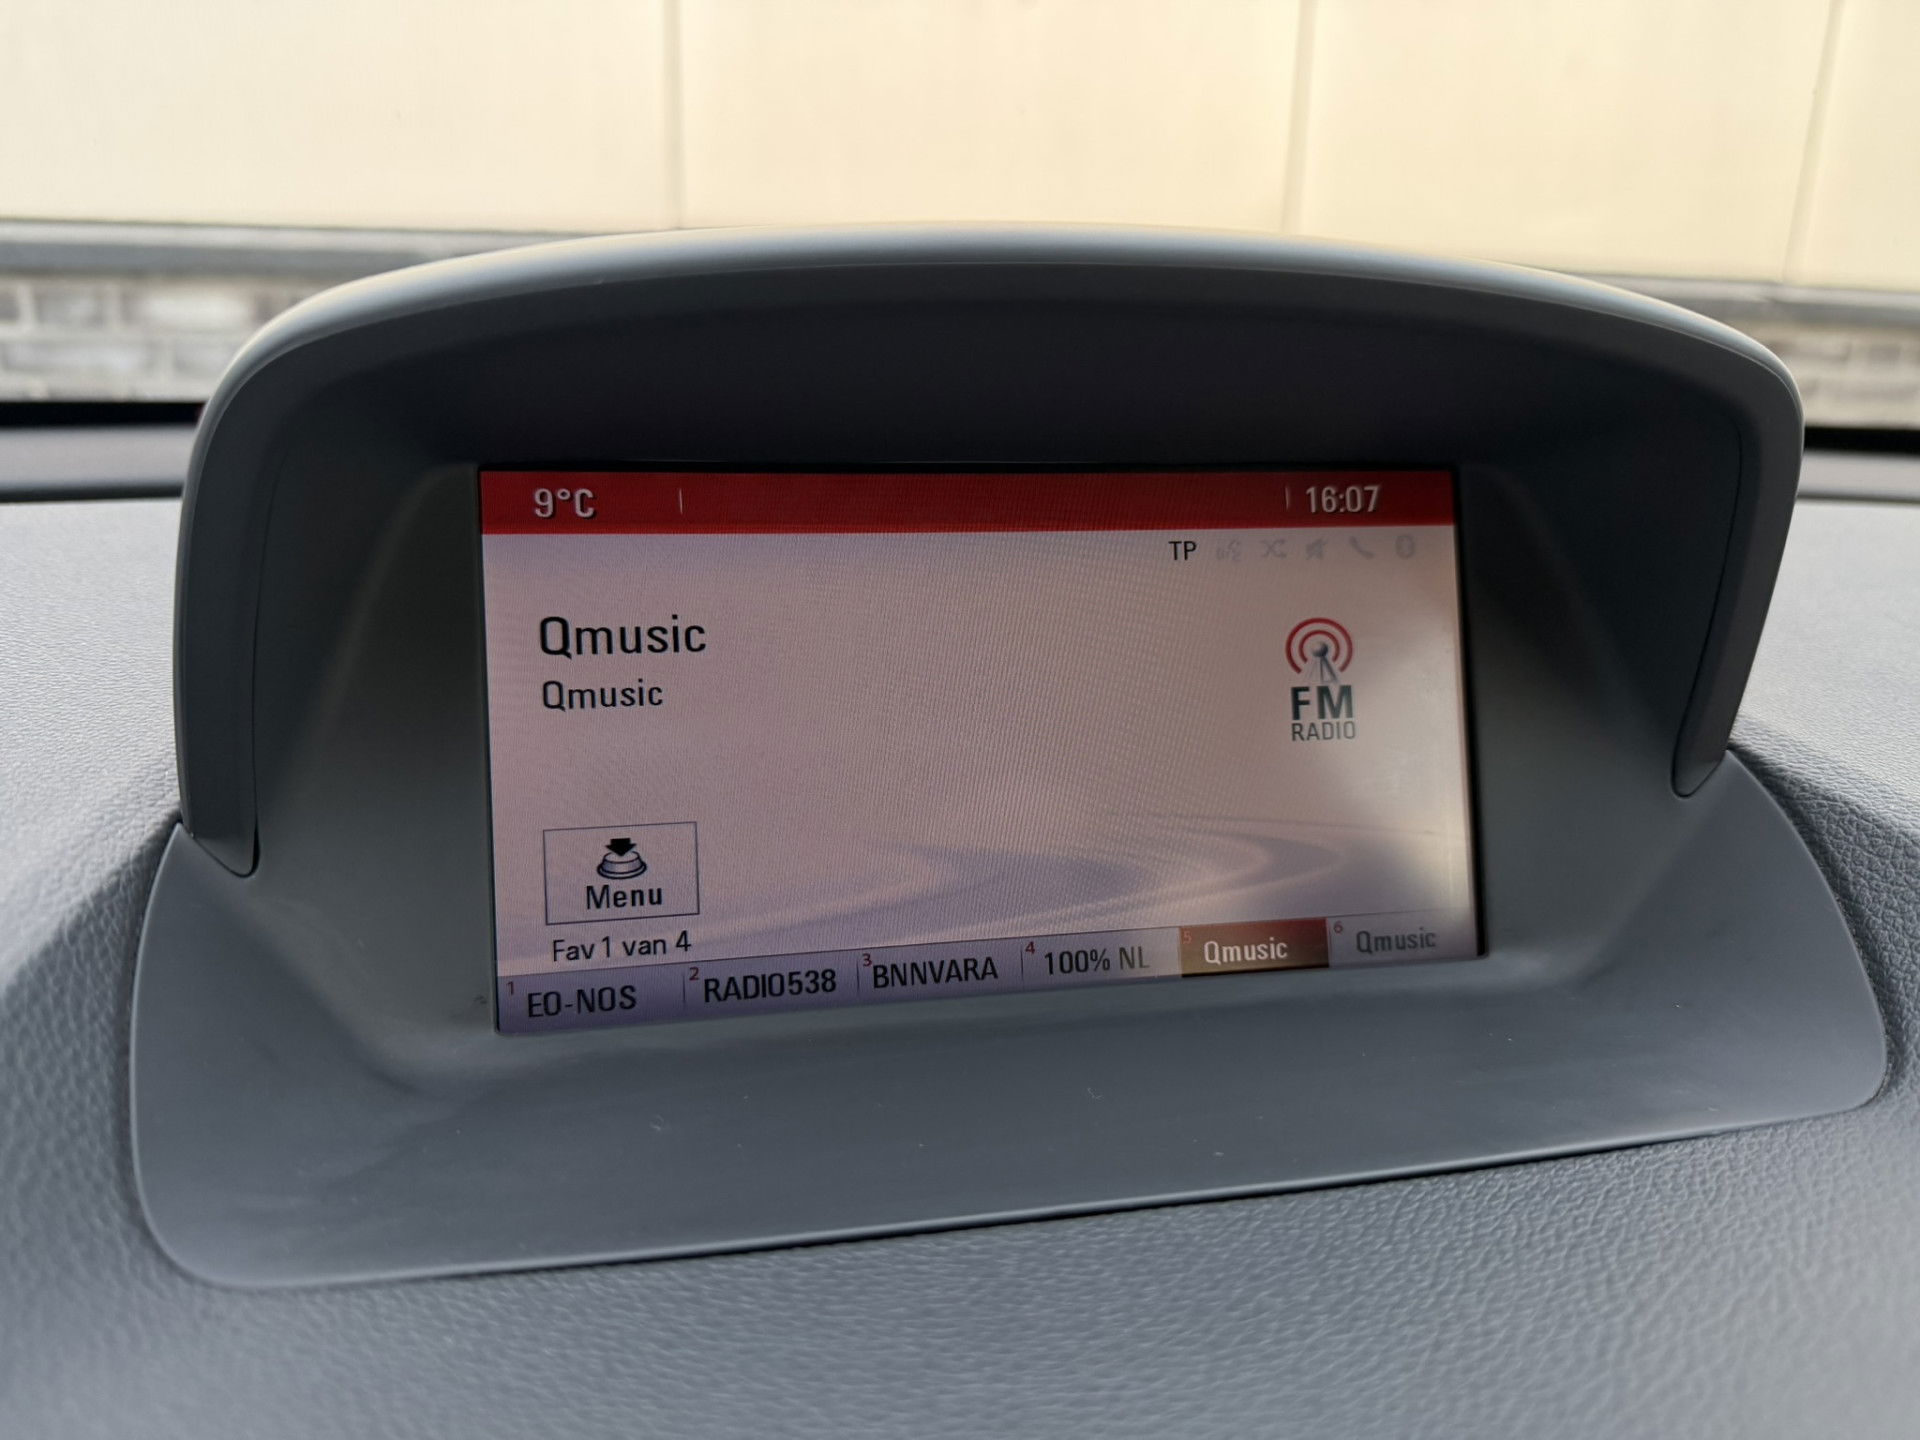 9°C 16:07
TP
Qmusic
Qmusic
FM
RADIO
Menu
Fav 1 van 4
1 EO-NOS 2 RADIO538 3 BNNVARA 4 100% NL 5 Qmusic 6 Qmusic